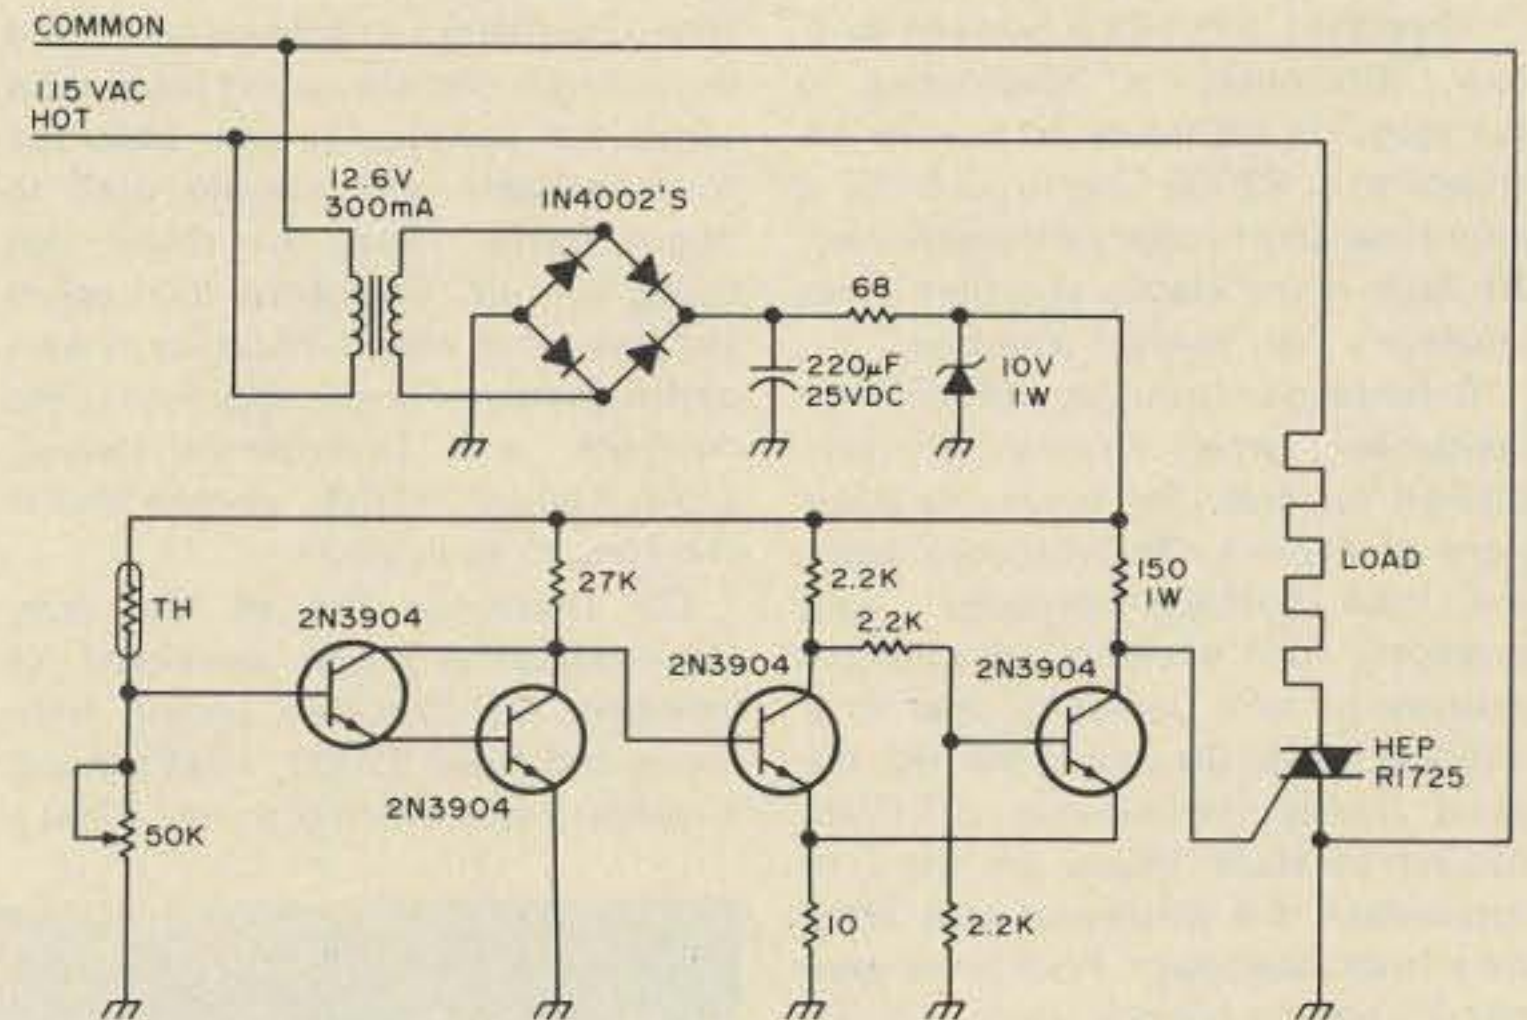 COMMON
115 VAC
HOT
12.6V
300mA
1N4002'S
68
220µF
25VDC
10V
1W
TH
2N3904
27K
2.2K
2.2K
150
1W
LOAD
2N3904
2N3904
2N3904
HEP
R1725
50K
10
2.2K